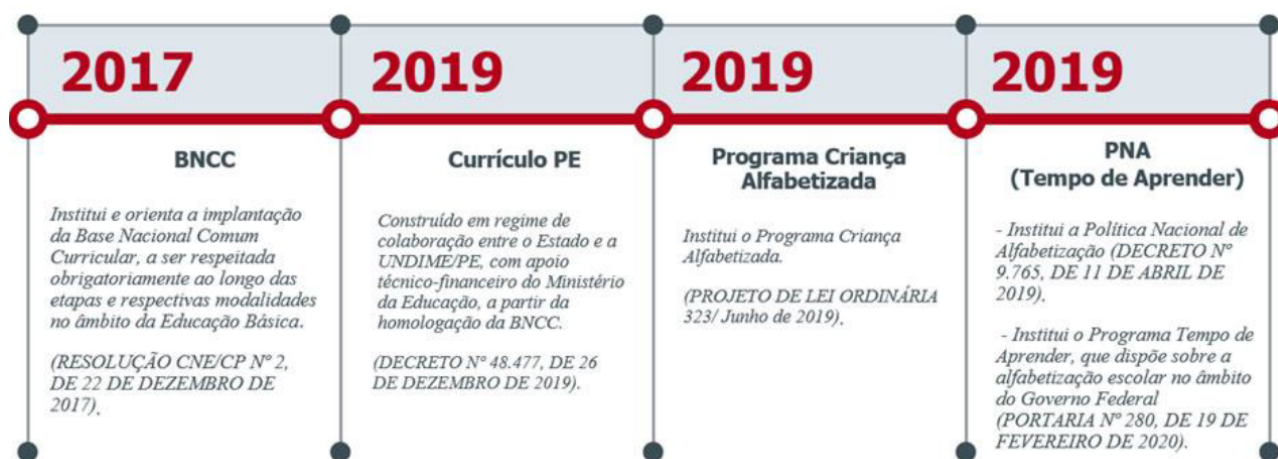 2017
BNCC
Institui e orienta a implantação
da Base Nacional Comum
Curricular, a ser respeitada
obrigatoriamente ao longo das
etapas e respectivas modalidades
no âmbito da Educação Básica.
(RESOLUÇÃO CNE/CP Nº 2,
DE 22 DE DEZEMBRO DE
2017).
2019
Currículo PE
Construído em regime de
colaboração entre o Estado e a
UNDIME/PE, com apoio
técnico-financeiro do Ministério
da Educação, a partir da
homologação da BNCC.
(DECRETO Nº 48.477, DE 26
DE DEZEMBRO DE 2019).
2019
Programa Criança
Alfabetizada
Institui o Programa Criança
Alfabetizada.
(PROJETO DE LEI ORDINÁRIA
323/ Junho de 2019).
2019
PNA
(Tempo de Aprender)
- Institui a Política Nacional de
Alfabetização (DECRETO Nº
9.765, DE 11 DE ABRIL DE
2019).
- Institui o Programa Tempo de
Aprender, que dispõe sobre a
alfabetização escolar no âmbito
do Governo Federal
(PORTARIA Nº 280, DE 19 DE
FEVEREIRO DE 2020).